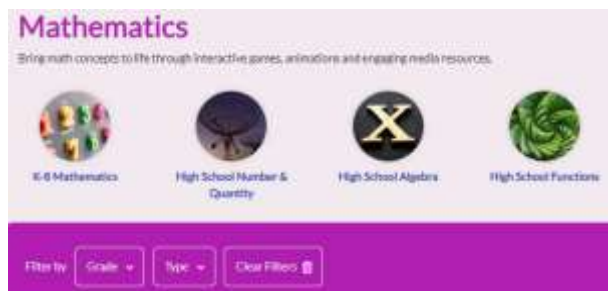 Mathematics
Bring math concepts to life through interactive games, animations and engaging media resources.
K-8 Mathematics
High School Number &
Quantity
High School Algebra
High School Functions
Filter by
Grade
Type
Clear Filters